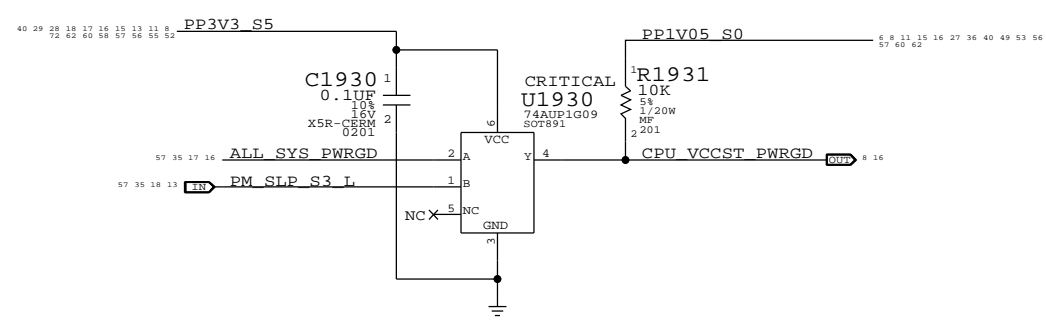 40 29 28 18 17 16 15 13 11 8
72 62 60 58 57 56 55 52
PP3V3_S5
PP1V05_S0
6 8 11 15 16 27 36 40 49 53 56
57 60 62
C1930
1
0.1UF
10%
16V
X5R-CERM
0201
2
CRITICAL
U1930
74AUP1G09
SOT891
1
R1931
10K
5%
1/20W
MF
201
2
6
VCC
57 35 17 16
ALL_SYS_PWRGD
2
A
Y
4
CPU_VCCST_PWRGD
OUT
8 16
57 35 18 13
IN
PM_SLP_S3_L
1
B
NC
5
NC
GND
3